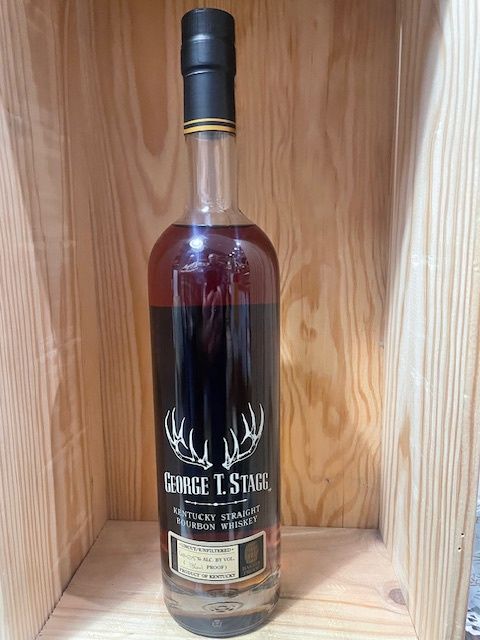 GEORGE T. STAGG
KENTUCKY STRAIGHT
BOURBON WHISKEY
UNCUT/UNFILTERED
% ALC. BY VOL.
PROOF)
PRODUCT OF KENTUCKY